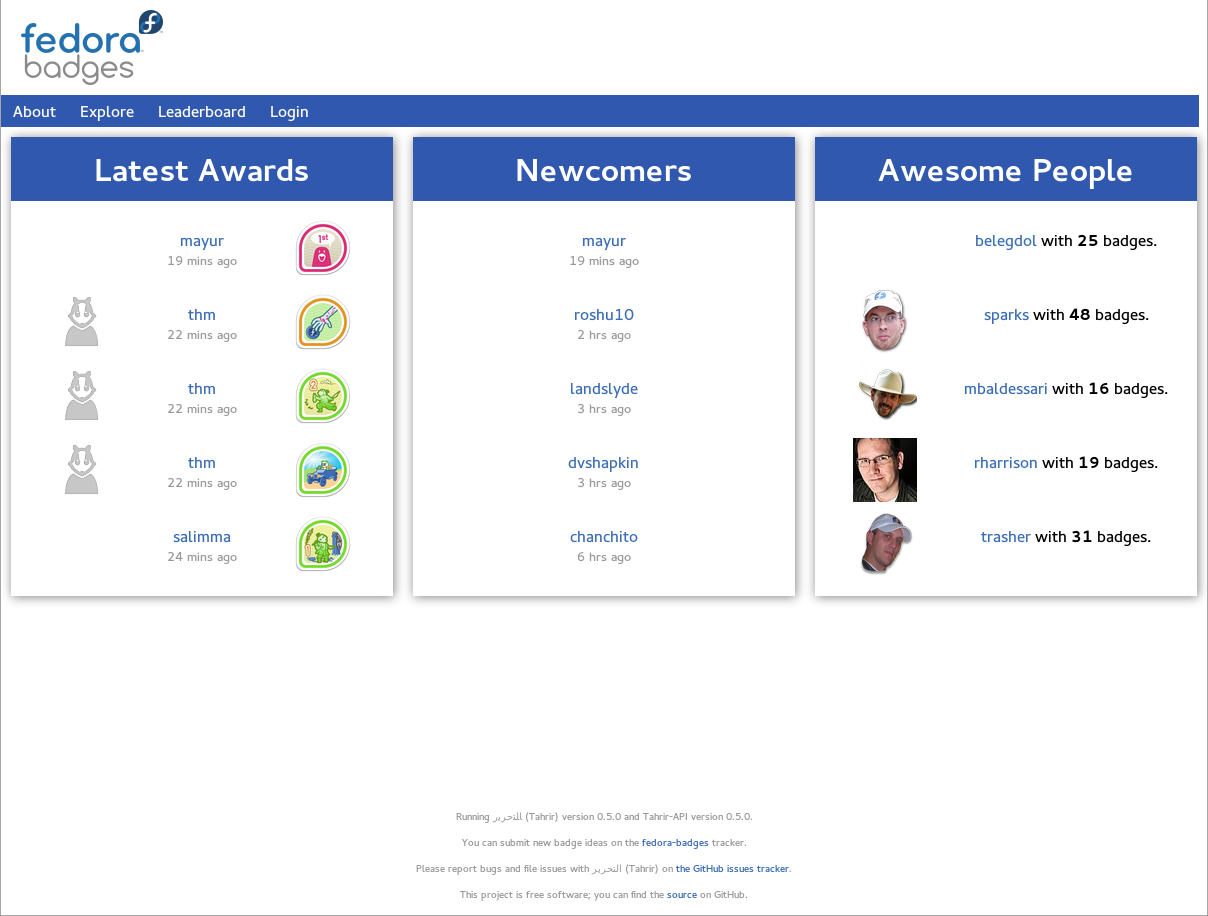 fedora
badges
About Explore Leaderboard Login
Latest Awards
mayur
19 mins ago
1st
thm
22 mins ago
thm
22 mins ago
2
thm
22 mins ago
salimma
24 mins ago
Newcomers
mayur
19 mins ago
roshu10
2 hrs ago
landslyde
3 hrs ago
dvshapkin
3 hrs ago
chanchito
6 hrs ago
Awesome People
belegdol with 25 badges.
sparks with 48 badges.
mbaldessari with 16 badges.
rharrison with 19 badges.
trasher with 31 badges.
Running التحرير (Tahrir) version 0.5.0 and Tahrir-API version 0.5.0.
You can submit new badge ideas on the fedora-badges tracker.
Please report bugs and file issues with التحرير (Tahrir) on the GitHub issues tracker.
This project is free software; you can find the source on GitHub.